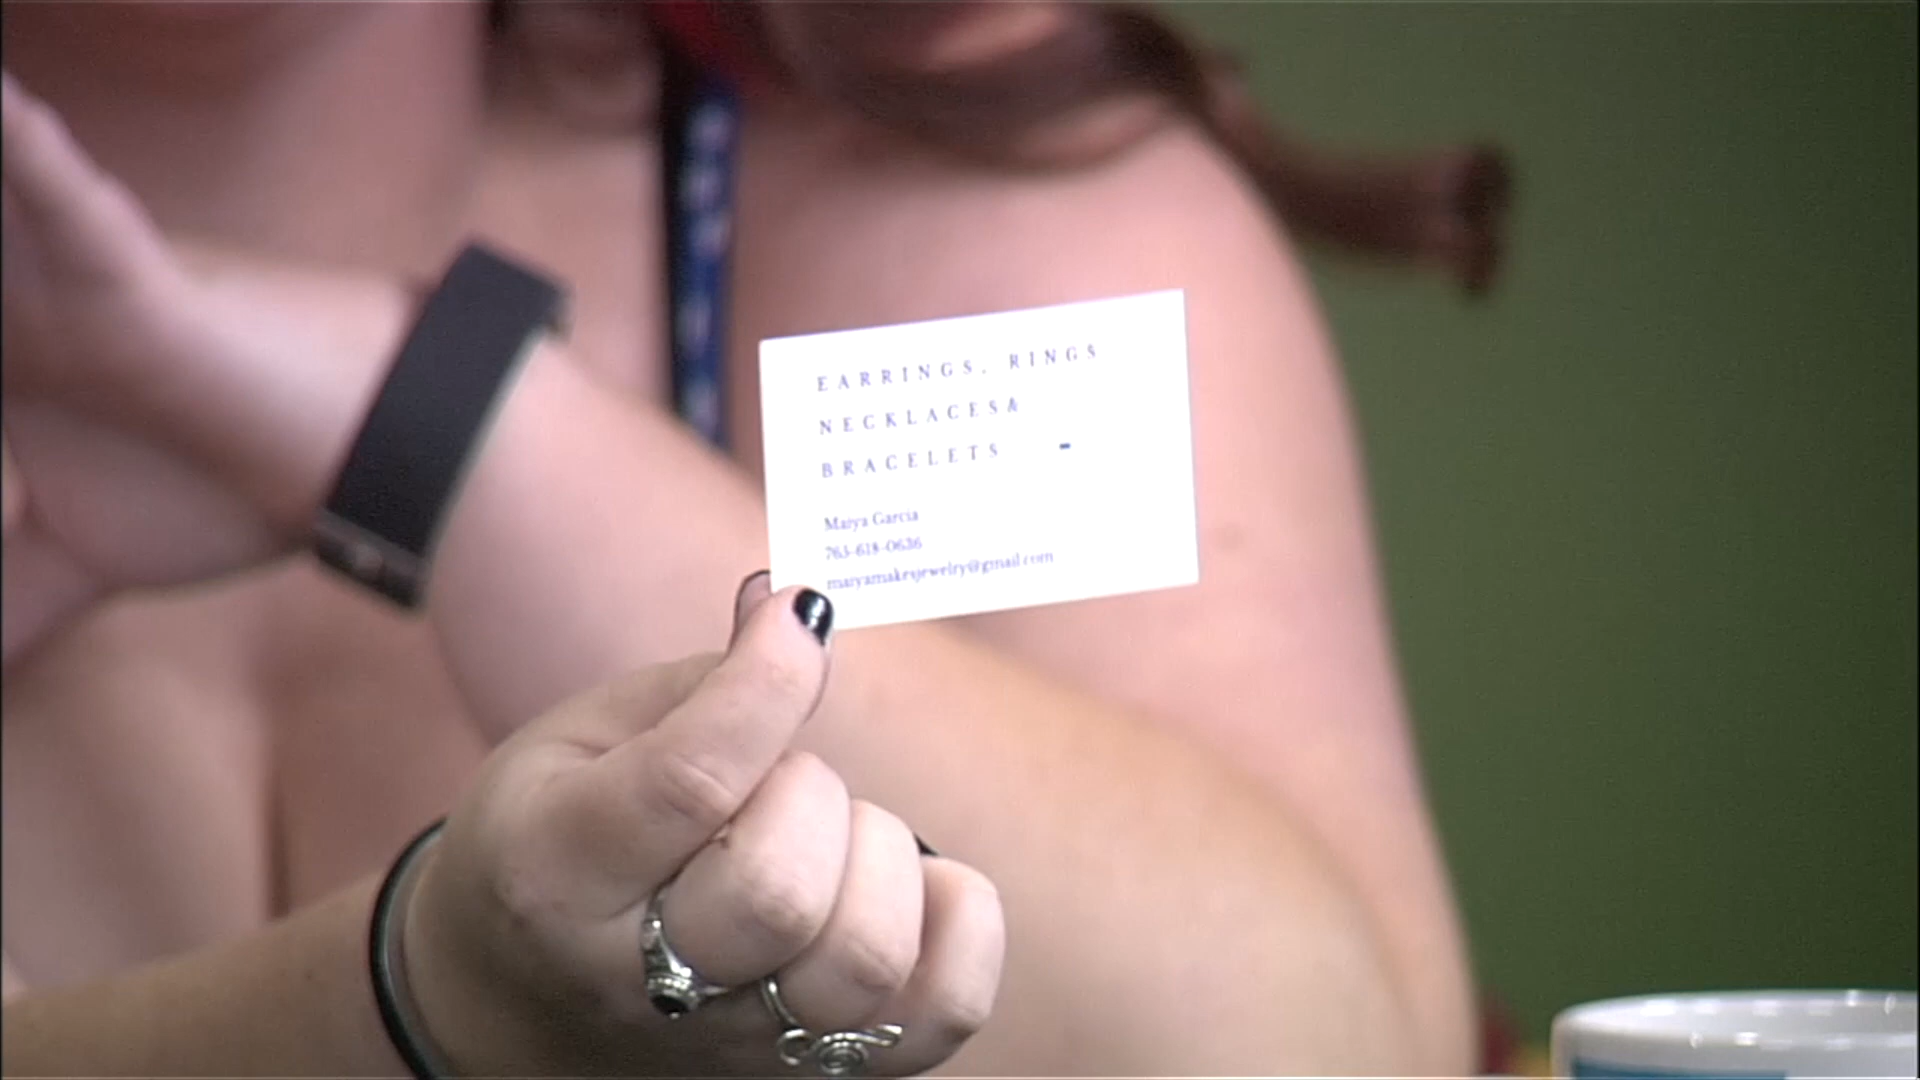 EARRINGS, RINGS
NECKLACES&
BRACELETS -
Maiya Garcia
763-618-0636
maiyamakesjewelry@gmail.com